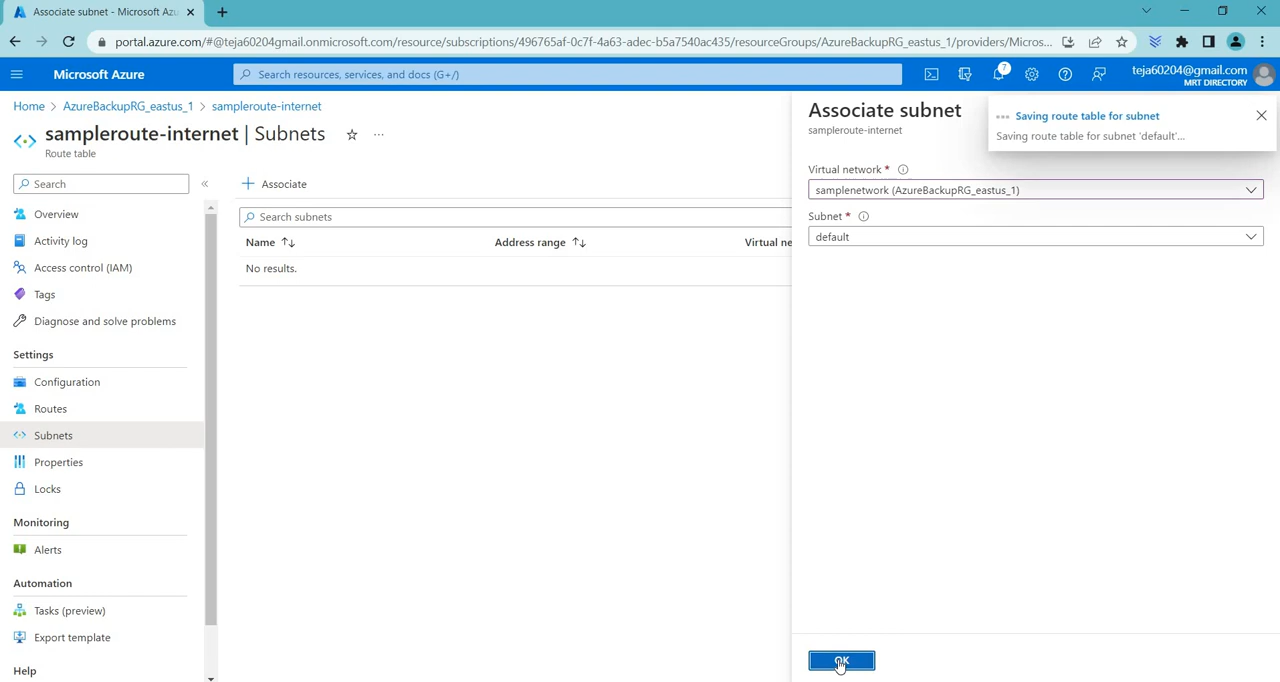 Associate subnet - Microsoft Azu
portal.azure.com/#@teja60204gmail.onmicrosoft.com/resource/subscriptions/496765af-0c7f-4a63-adec-b5a7540ac435/resourceGroups/AzureBackupRG_eastus_1/providers/Micros...
Microsoft Azure
Search resources, services, and docs (G+/)
7
teja60204@gmail.com
MRT DIRECTORY
Home > AzureBackupRG_eastus_1 > sampleroute-internet
sampleroute-internet | Subnets
Route table
Search
Overview
Activity log
Access control (IAM)
Tags
Diagnose and solve problems
Settings
Configuration
Routes
Subnets
Properties
Locks
Monitoring
Alerts
Automation
Tasks (preview)
Export template
Help
Associate
Search subnets
Name Address range Virtual ne
No results.
Associate subnet
sampleroute-internet
Saving route table for subnet
Saving route table for subnet 'default'...
Virtual network *
samplenetwork (AzureBackupRG_eastus_1)
Subnet *
default
OK